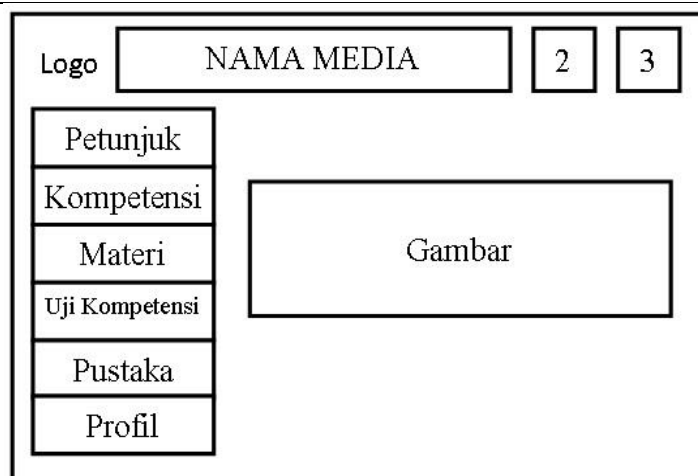 Logo
NAMA MEDIA
2
3
Petunjuk
Kompetensi
Materi
Uji Kompetensi
Pustaka
Profil
Gambar